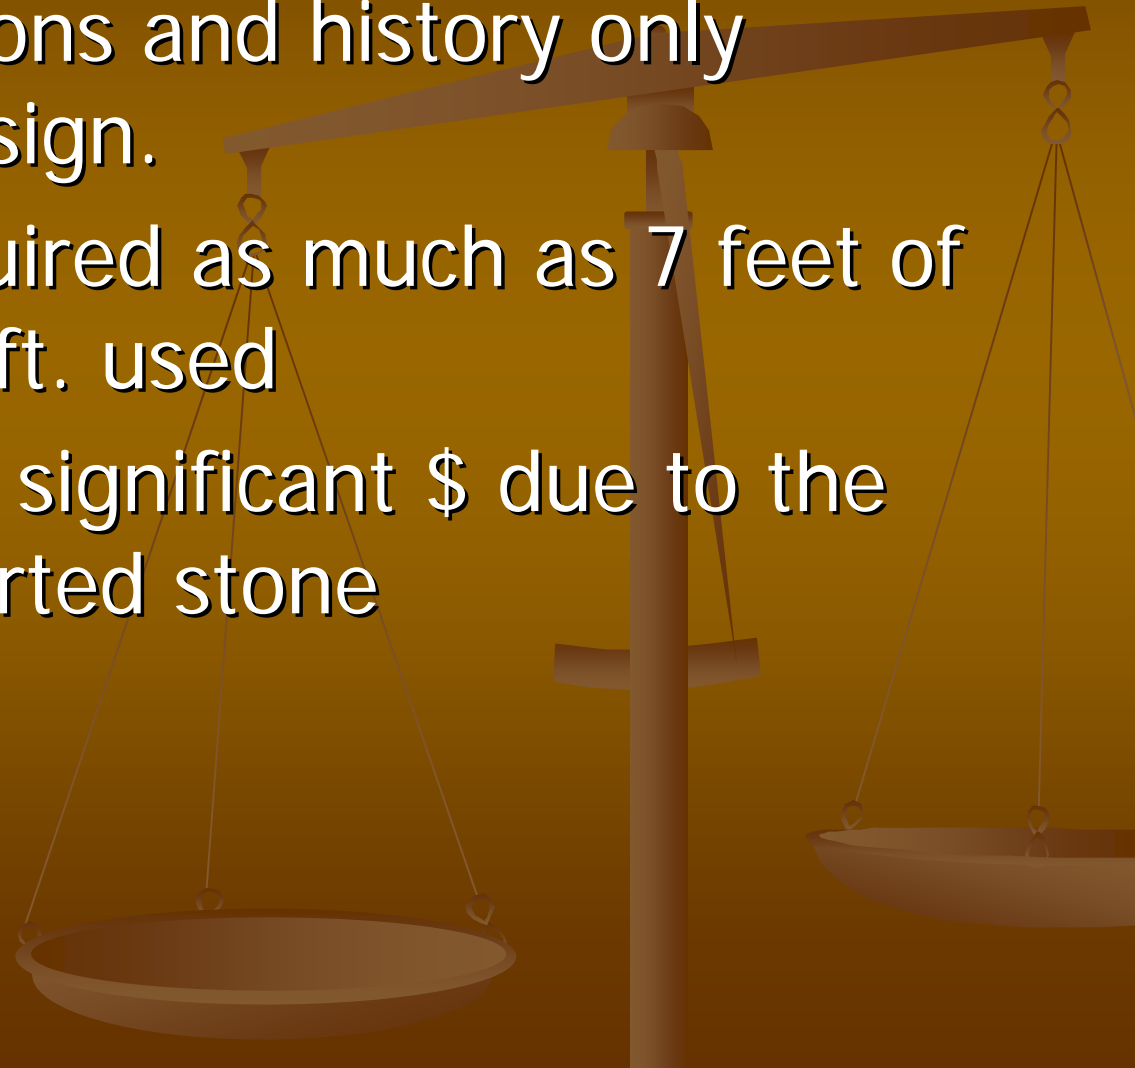 ons and history only
sign.
uired as much as 7 feet of
ft. used
significant $ due to the
rted stone